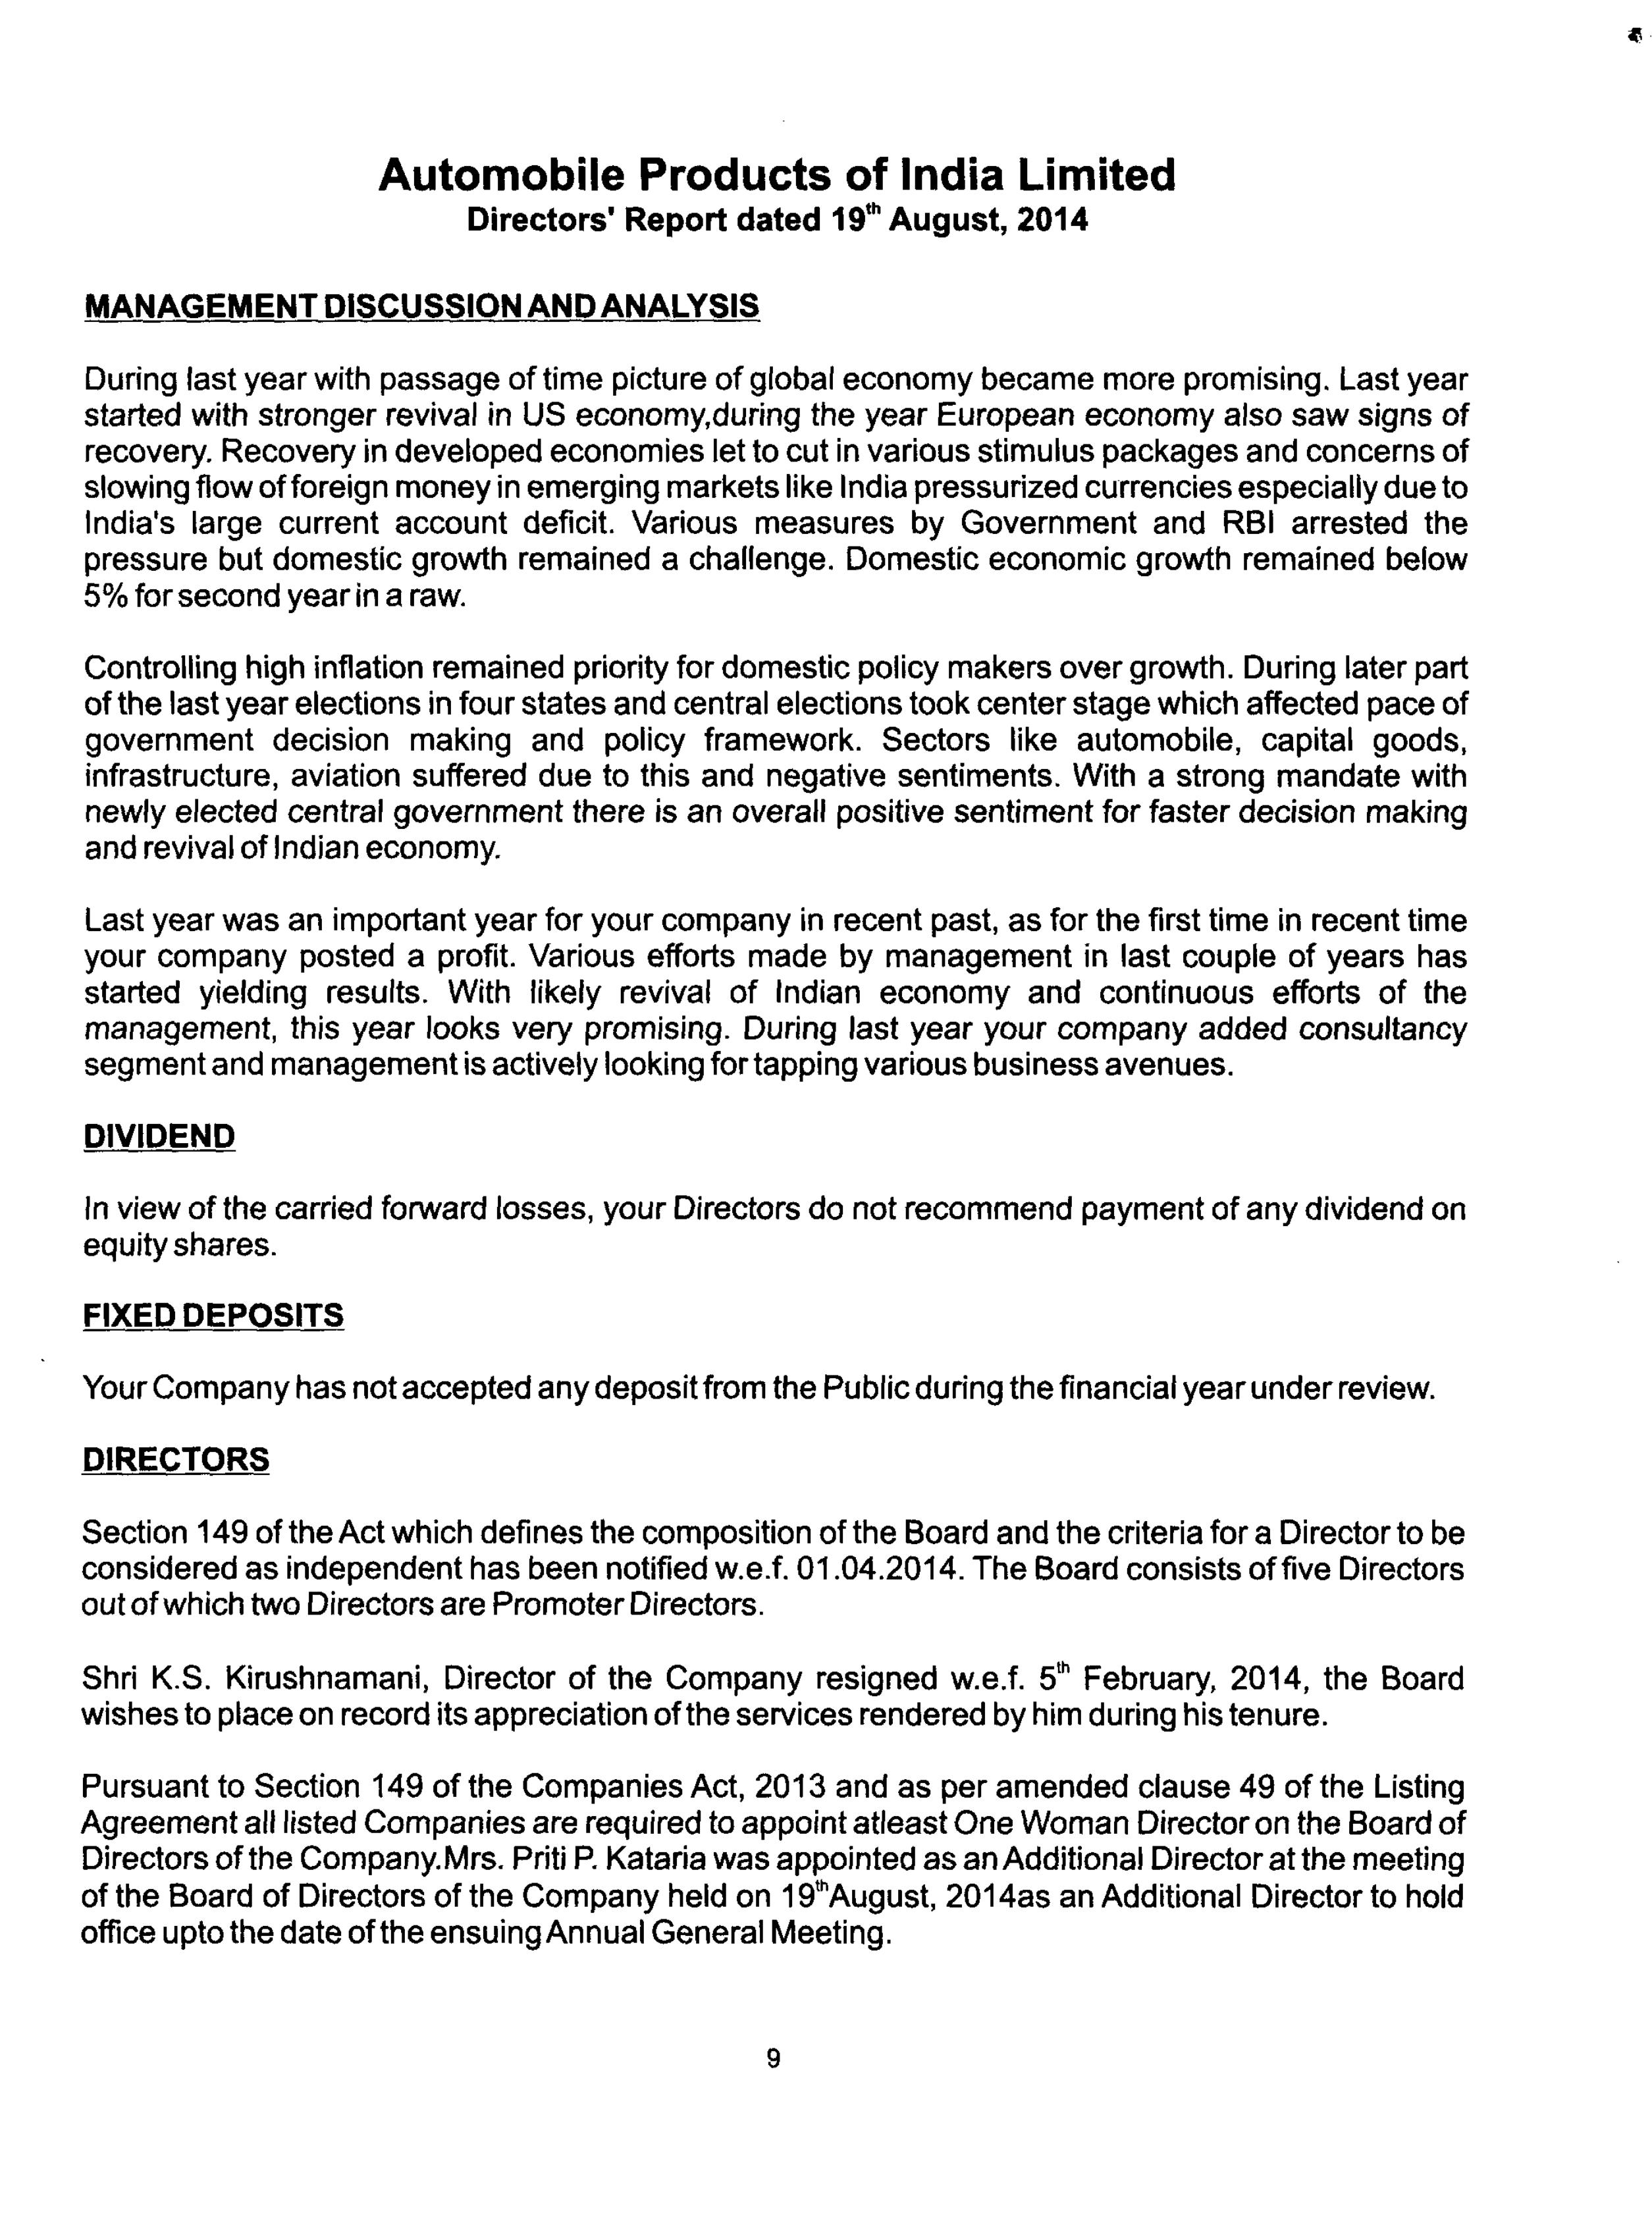 Automobile Products of India Limited
Directors' Report dated 19th August, 2014
MANAGEMENT DISCUSSION AND ANALYSIS
During last year with passage of time picture of global economy became more promising. Last year
started with stronger revival in US economy,during the year European economy also saw signs of
recovery. Recovery in developed economies let to cut in various stimulus packages and concerns of
slowing flow of foreign money in emerging markets like India pressurized currencies especially due to
India's large current account deficit. Various measures by Government and RBI arrested the
pressure but domestic growth remained a challenge. Domestic economic growth remained below
5% for second year in a raw.
Controlling high inflation remained priority for domestic policy makers over growth. During later part
of the last year elections in four states and central elections took center stage which affected pace of
government decision making and policy framework. Sectors like automobile, capital goods,
infrastructure, aviation suffered due to this and negative sentiments. With a strong mandate with
newly elected central government there is an overall positive sentiment for faster decision making
and revival of Indian economy.
Last year was an important year for your company in recent past, as for the first time in recent time
your company posted a profit. Various efforts made by management in last couple of years has
started yielding results. With likely revival of Indian economy and continuous efforts of the
management, this year looks very promising. During last year your company added consultancy
segment and management is actively looking for tapping various business avenues.
DIVIDEND
In view of the carried forward losses, your Directors do not recommend payment of any dividend on
equity shares.
FIXED DEPOSITS
Your Company has not accepted any deposit from the Public during the financial year under review.
DIRECTORS
Section 149 of the Act which defines the composition of the Board and the criteria for a Director to be
considered as independent has been notified w.e.f. 01.04.2014. The Board consists of five Directors
out of which two Directors are Promoter Directors.
Shri K.S. Kirushnamani, Director of the Company resigned w.e.f. 5th February, 2014, the Board
wishes to place on record its appreciation of the services rendered by him during his tenure.
Pursuant to Section 149 of the Companies Act, 2013 and as per amended clause 49 of the Listing
Agreement all listed Companies are required to appoint atleast One Woman Director on the Board of
Directors of the Company.Mrs. Priti P. Kataria was appointed as an Additional Director at the meeting
of the Board of Directors of the Company held on 19th August, 2014as an Additional Director to hold
office upto the date of the ensuing Annual General Meeting.
9